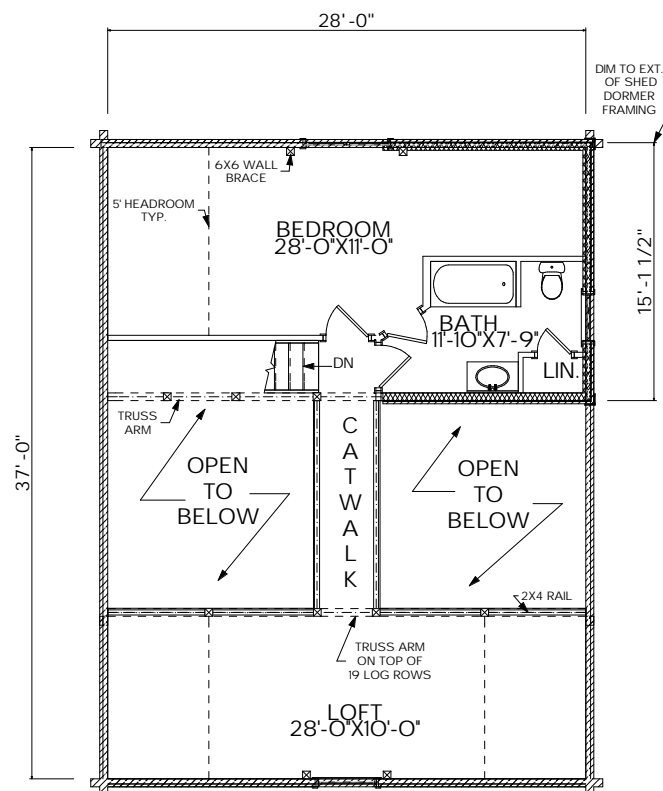 28'-0"
DIM TO EXT.
OF SHED
DORMER
FRAMING
6X6 WALL
BRACE
5' HEADROOM
TYP.
BEDROOM
28'-0"X11'-0"
15'-1 1/2"
BATH
11'-10"X7'-9"
LIN.
DN
TRUSS
ARM
37'-0"
OPEN
TO
BELOW
C
A
T
W
A
L
K
OPEN
TO
BELOW
2X4 RAIL
TRUSS ARM
ON TOP OF
19 LOG ROWS
LOFT
28'-0"X10'-0"